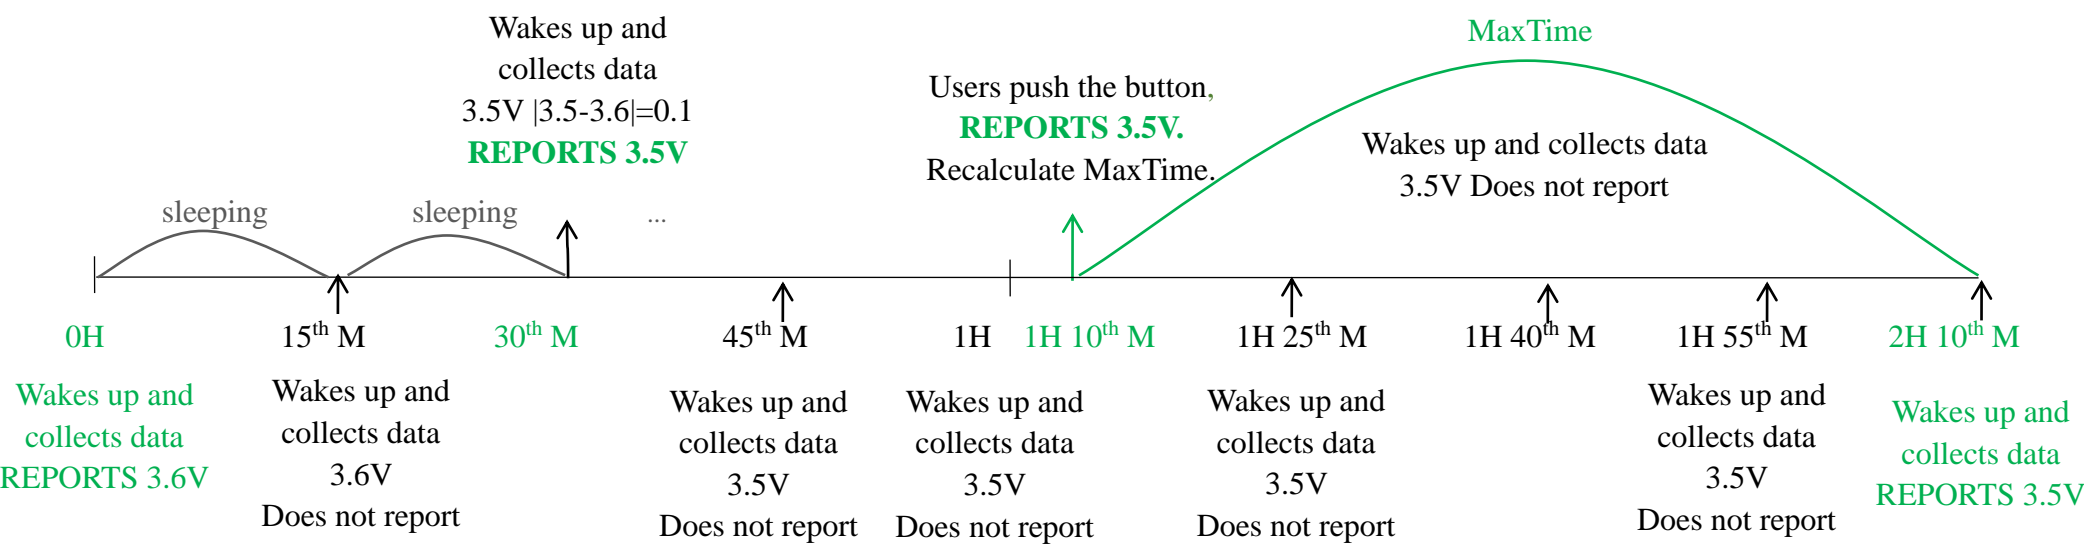 Wakes up and
collects data
3.5V |3.5-3.6|=0.1
REPORTS 3.5V
Users push the button,
REPORTS 3.5V.
Recalculate MaxTime.
MaxTime
Wakes up and collects data
3.5V Does not report
sleeping
sleeping
...
0H
15th M
30th M
45th M
1H
1H 10th M
1H 25th M
1H 40th M
1H 55th M
2H 10th M
Wakes up and
collects data
REPORTS 3.6V
Wakes up and
collects data
3.6V
Does not report
Wakes up and
collects data
3.5V
Does not report
Wakes up and
collects data
3.5V
Does not report
Wakes up and
collects data
3.5V
Does not report
Wakes up and
collects data
3.5V
Does not report
Wakes up and
collects data
REPORTS 3.5V